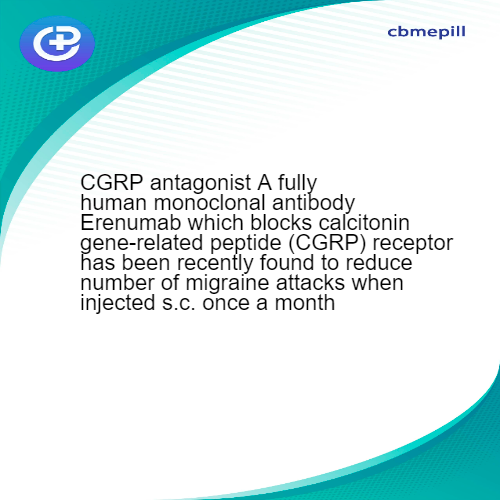 cbmepill
CGRP antagonist A fully
human monoclonal antibody
Erenumab which blocks calcitonin
gene-related peptide (CGRP) receptor
has been recently found to reduce
number of migraine attacks when
injected s.c. once a month